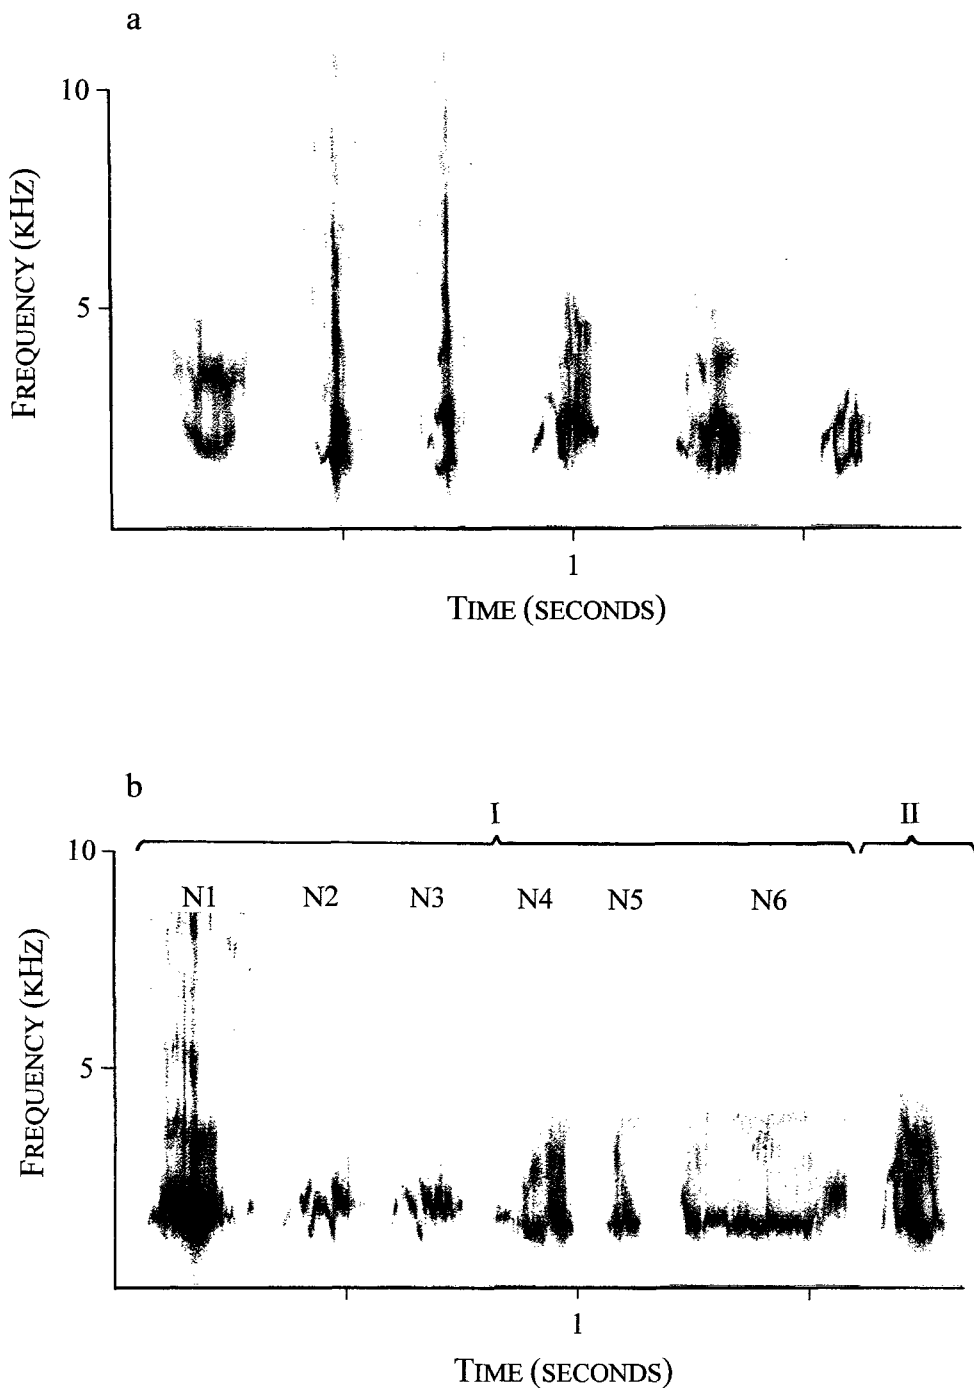 a
10
5
FREQUENCY (KHZ)
1
TIME (SECONDS)
b
I II
10
N1 N2 N3 N4 N5 N6
5
FREQUENCY (KHZ)
1
TIME (SECONDS)